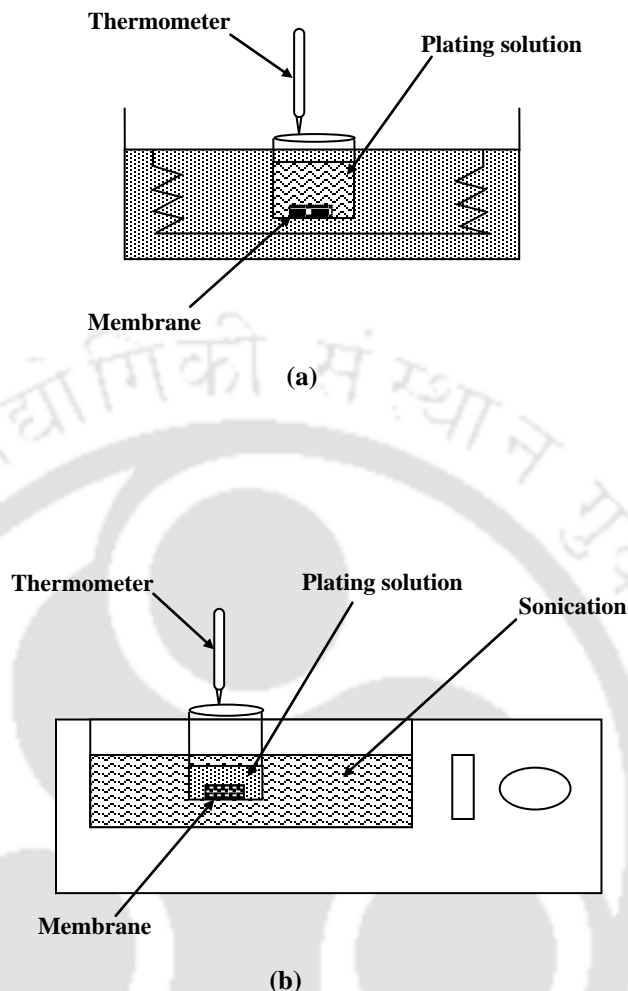 Thermometer
Plating solution
Membrane
(a)
Thermometer
Plating solution
Sonication
Membrane
(b)